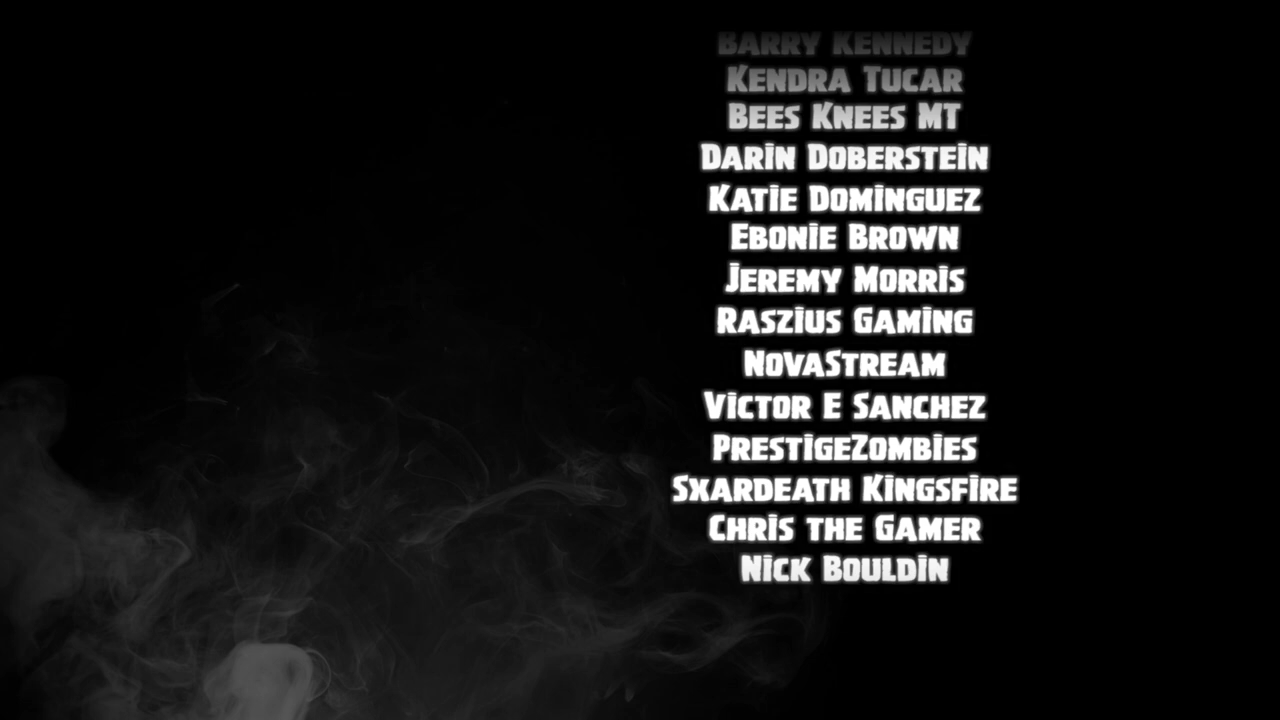 Barry Kennedy
Kendra Tucar
Bees Knees MT
Darin Doberstein
Katie Dominguez
Ebonie Brown
Jeremy Morris
Raszius Gaming
NovaStream
Victor E Sanchez
PrestigeZombies
Sxardeath Kingsfire
Chris the Gamer
Nick Bouldin